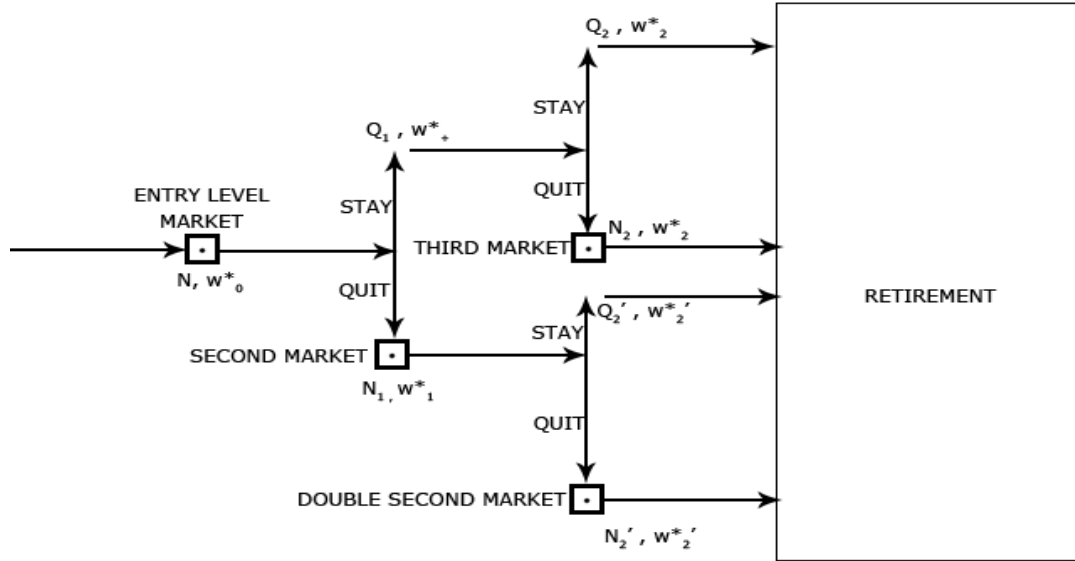 Q₂ , w*₂
STAY
Q₁ , w*₊
QUIT
ENTRY LEVEL
MARKET
STAY
N₂ , w*₂
THIRD MARKET
N, w*₀
QUIT
Q₂′ , w*₂′
RETIREMENT
STAY
SECOND MARKET
N₁, w*₁
QUIT
DOUBLE SECOND MARKET
N₂′ , w*₂′